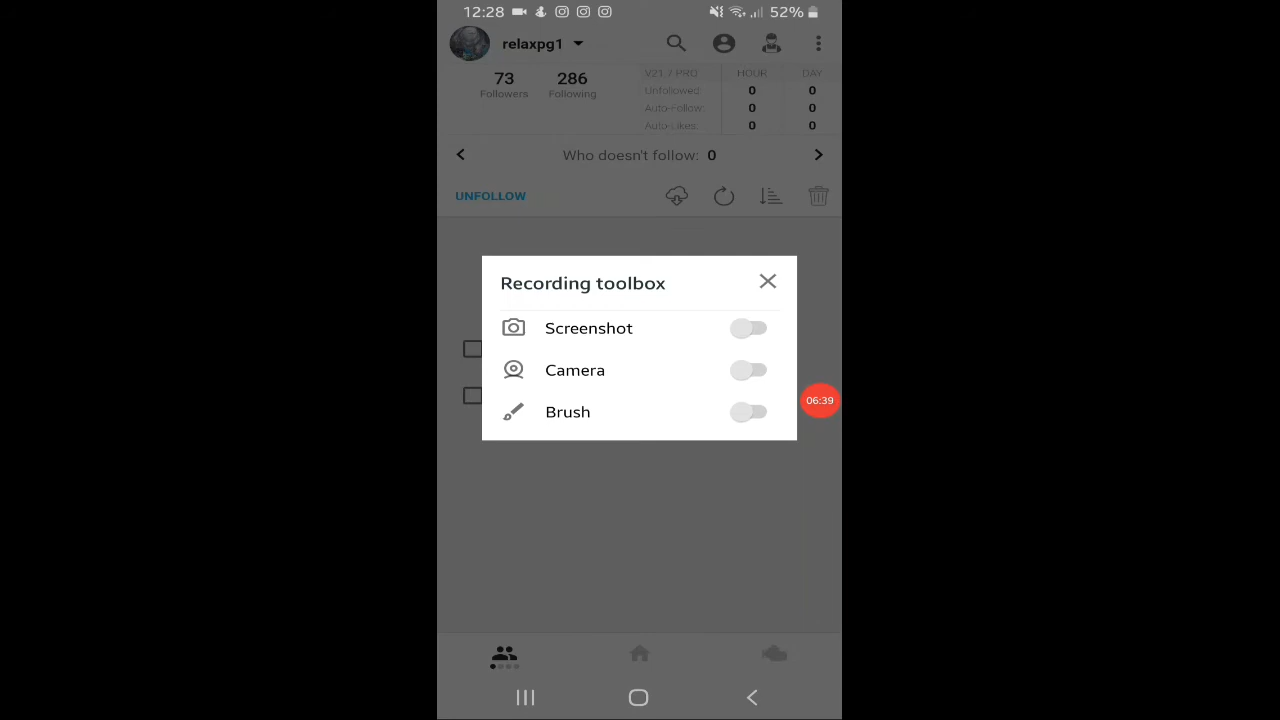 12:28 52%
relaxpg1
73 286
Followers Following
V21.7 PRO HOUR DAY
Unfollowed: 0 0
Auto-Follow: 0 0
Auto-Likes: 0 0
Who doesn't follow: 0
UNFOLLOW
Recording toolbox
Screenshot
Camera
Brush
06:39